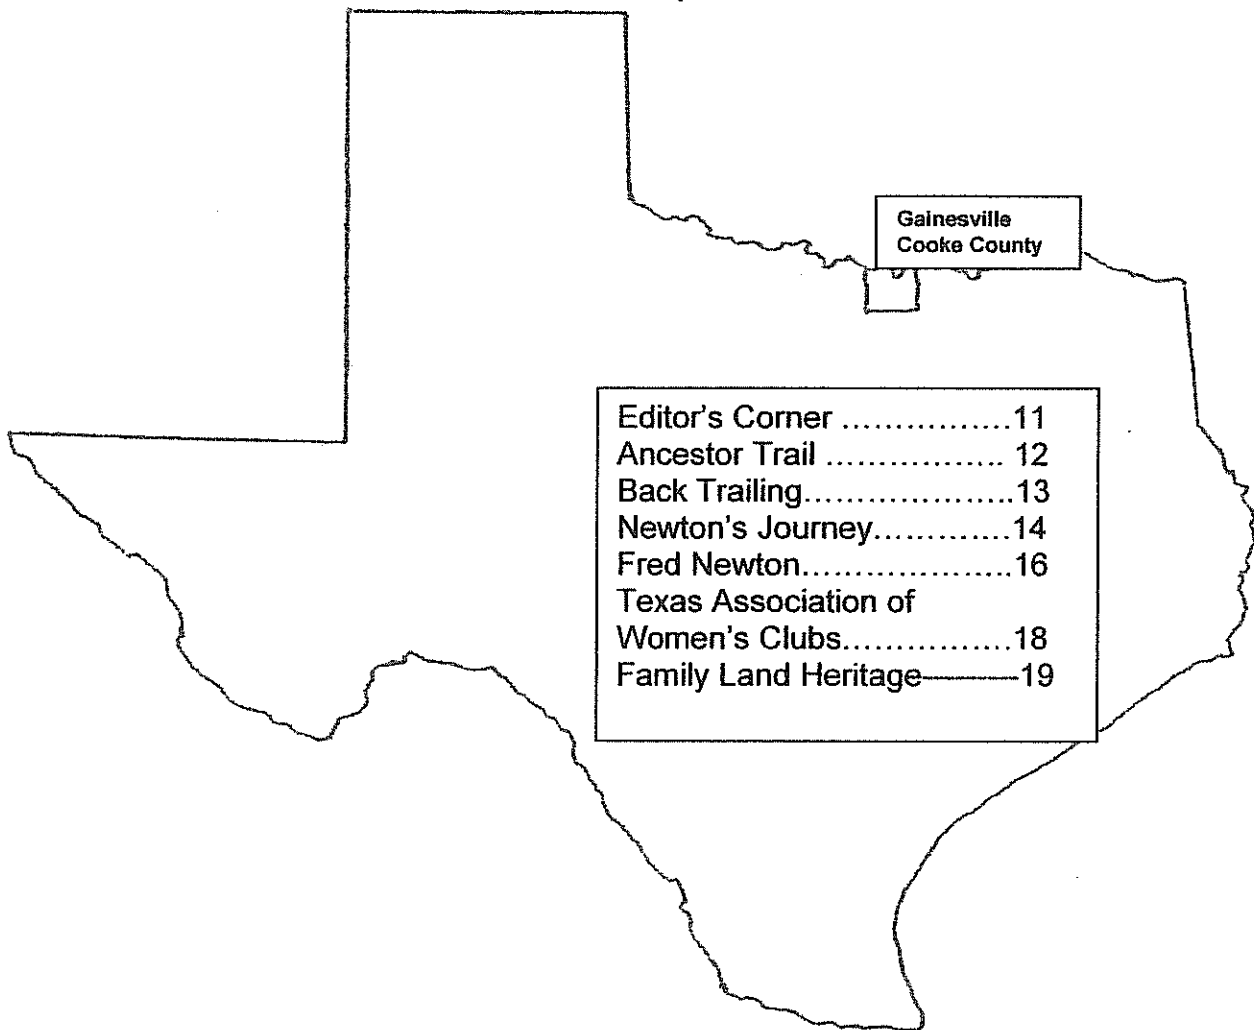 Gainesville
Cooke County
Editor's Corner ................11
Ancestor Trail ................. 12
Back Trailing.....................13
Newton's Journey.............14
Fred Newton.....................16
Texas Association of
Women's Clubs................18
Family Land Heritage———19